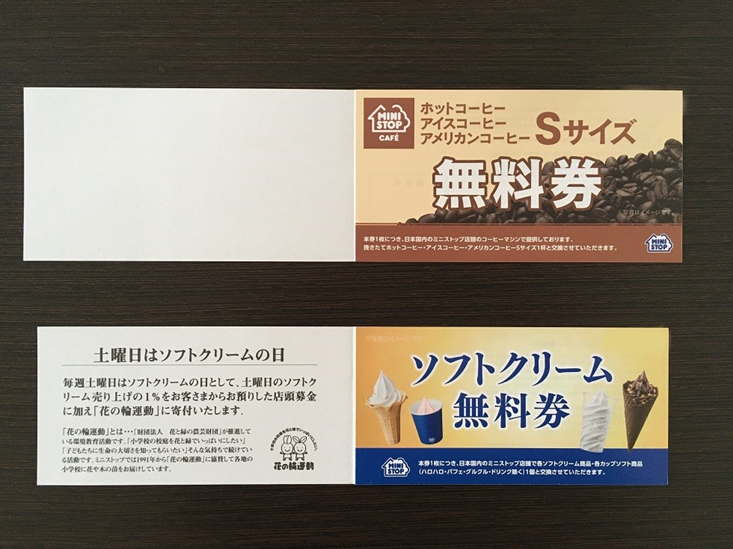 MINI
STOP
CAFÉ
ホットコーヒー
アイスコーヒー
アメリカンコーヒー
Sサイズ
無料券
※写真はイメージです。
本券1枚につき、日本国内のミニストップ店舗のコーヒーマシンで提供しております、
挽きたてホットコーヒー・アイスコーヒー・アメリカンコーヒーSサイズ1杯と交換させていただきます。
MINI
STOP
土曜日はソフトクリームの日
毎週土曜日はソフトクリームの日として、土曜日のソフトク
リーム売り上げの1%をお客さまからお預りした店頭募金
に加え「花の輪運動」に寄付いたします。
「花の輪運動」とは…「財団法人 花と緑の農芸財団」が推進して
いる環境教育活動です。「小学校の校庭を花と緑でいっぱいにしたい」
「子どもたちに生命の大切さを知ってもらいたい」そんな気持ちで続けてい
る活動です。ミニストップでは1991年から「花の輪運動」に協賛して各地の
小学校に花や木の苗をお届けしています。
花の輪運動
※写真はイメージです。
ソフトクリーム
無料券
MINI
STOP
本券1枚につき、日本国内のミニストップ店舗で各ソフトクリーム商品・各カップソフト商品
(ハロハロ・パフェ・グルクル・ドリンク除く)1個と交換させていただきます。